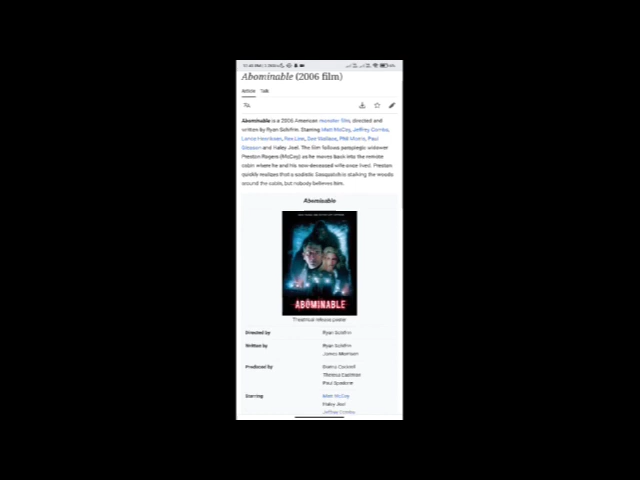 Abominable (2006 film)
Article Talk
Abominable is a 2006 American monster film, directed and
written by Ryan Schifrin. Starring Matt McCoy, Jeffrey Combs,
Lance Henriksen, Rex Linn, Dee Wallace, Phil Morris, Paul
Gleason and Haley Joel. The film follows paraplegic widower
Preston Rogers (McCoy) as he moves back into the remote
cabin where he and his now-deceased wife once lived. Preston
quickly realizes that a sadistic Sasquatch is stalking the woods
around the cabin, but nobody believes him.
Abominable
ABOMINABLE
Theatrical release poster
Directed by Ryan Schifrin
Written by Ryan Schifrin
James Morrison
Produced by
Theresa Eastman
Paul Spadone
Starring Matt McCoy
Haley Joel
Jeffrey Combs